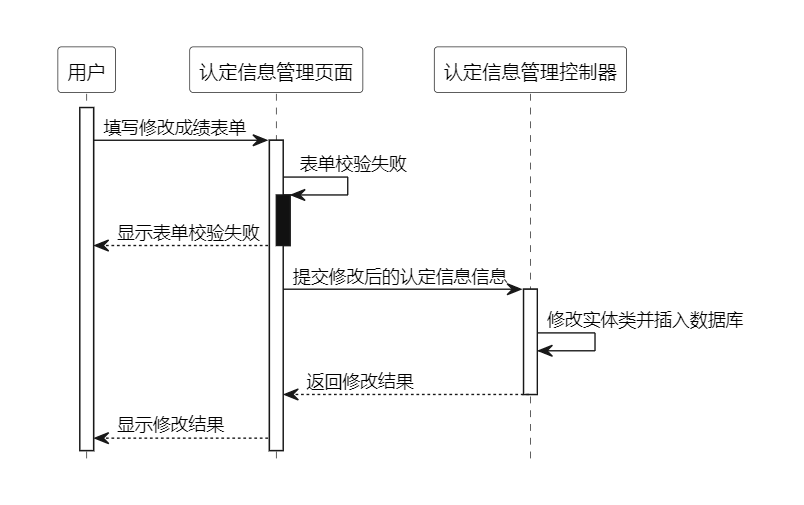 用户
认定信息管理页面
认定信息管理控制器
填写修改成绩表单
表单校验失败
显示表单校验失败
提交修改后的认定信息信息
修改实体类并插入数据库
返回修改结果
显示修改结果